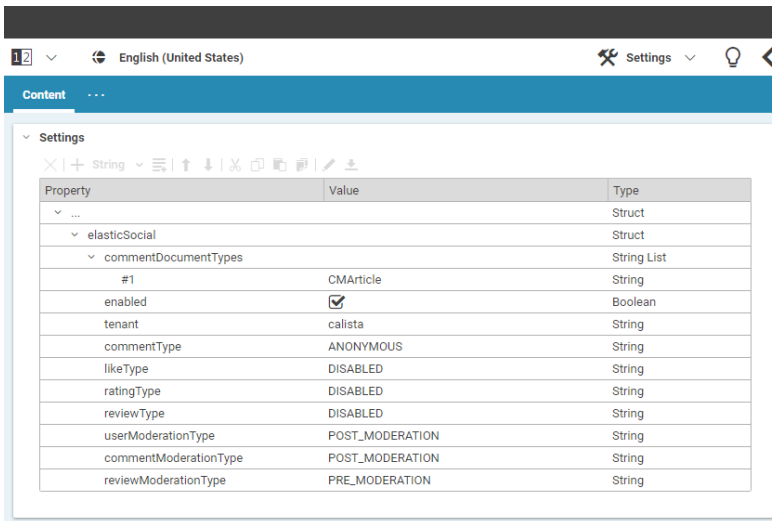 12 English (United States) Settings
Content ...
Settings
String
Property Value Type
... Struct
elasticSocial Struct
commentDocumentTypes String List
#1 CMArticle String
enabled Boolean
tenant calista String
commentType ANONYMOUS String
likeType DISABLED String
ratingType DISABLED String
reviewType DISABLED String
userModerationType POST_MODERATION String
commentModerationType POST_MODERATION String
reviewModerationType PRE_MODERATION String